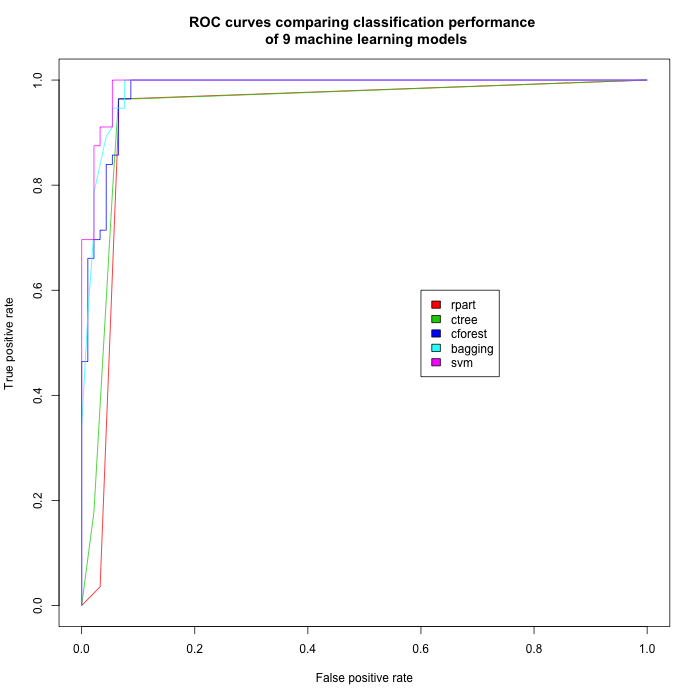 ROC curves comparing classification performance
of 9 machine learning models
True positive rate
1.0
0.8
0.6
0.4
0.2
0.0
rpart
ctree
cforest
bagging
svm
0.0 0.2 0.4 0.6 0.8 1.0
False positive rate